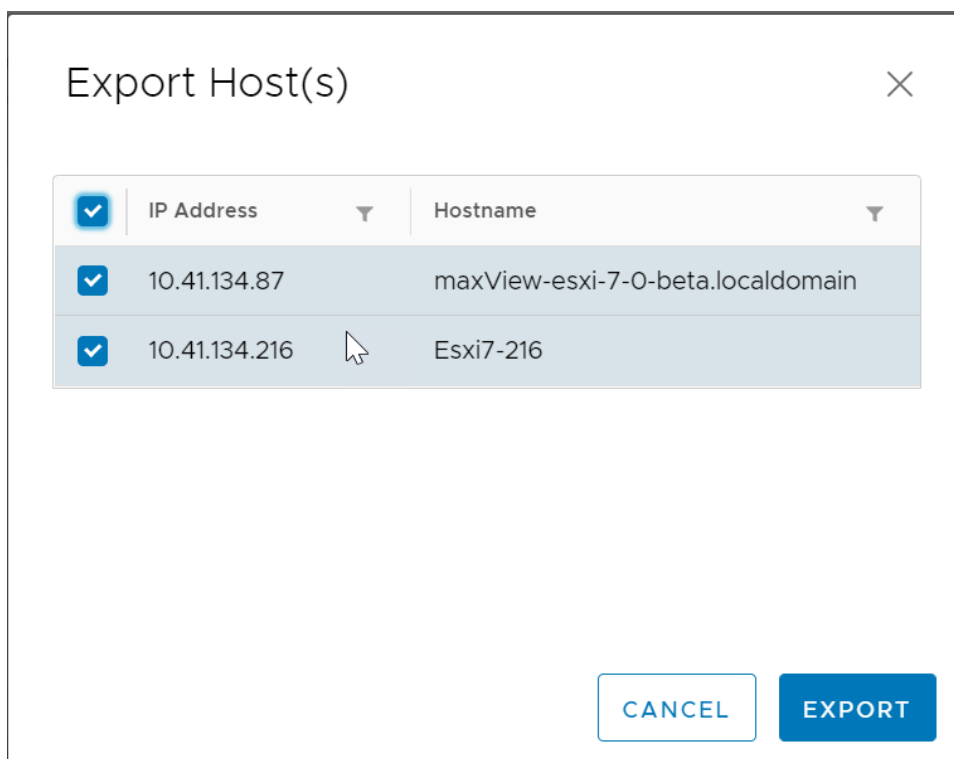 Export Host(s)
IP Address Hostname
10.41.134.87 maxView-esxi-7-0-beta.localdomain
10.41.134.216 Esxi7-216
CANCEL EXPORT